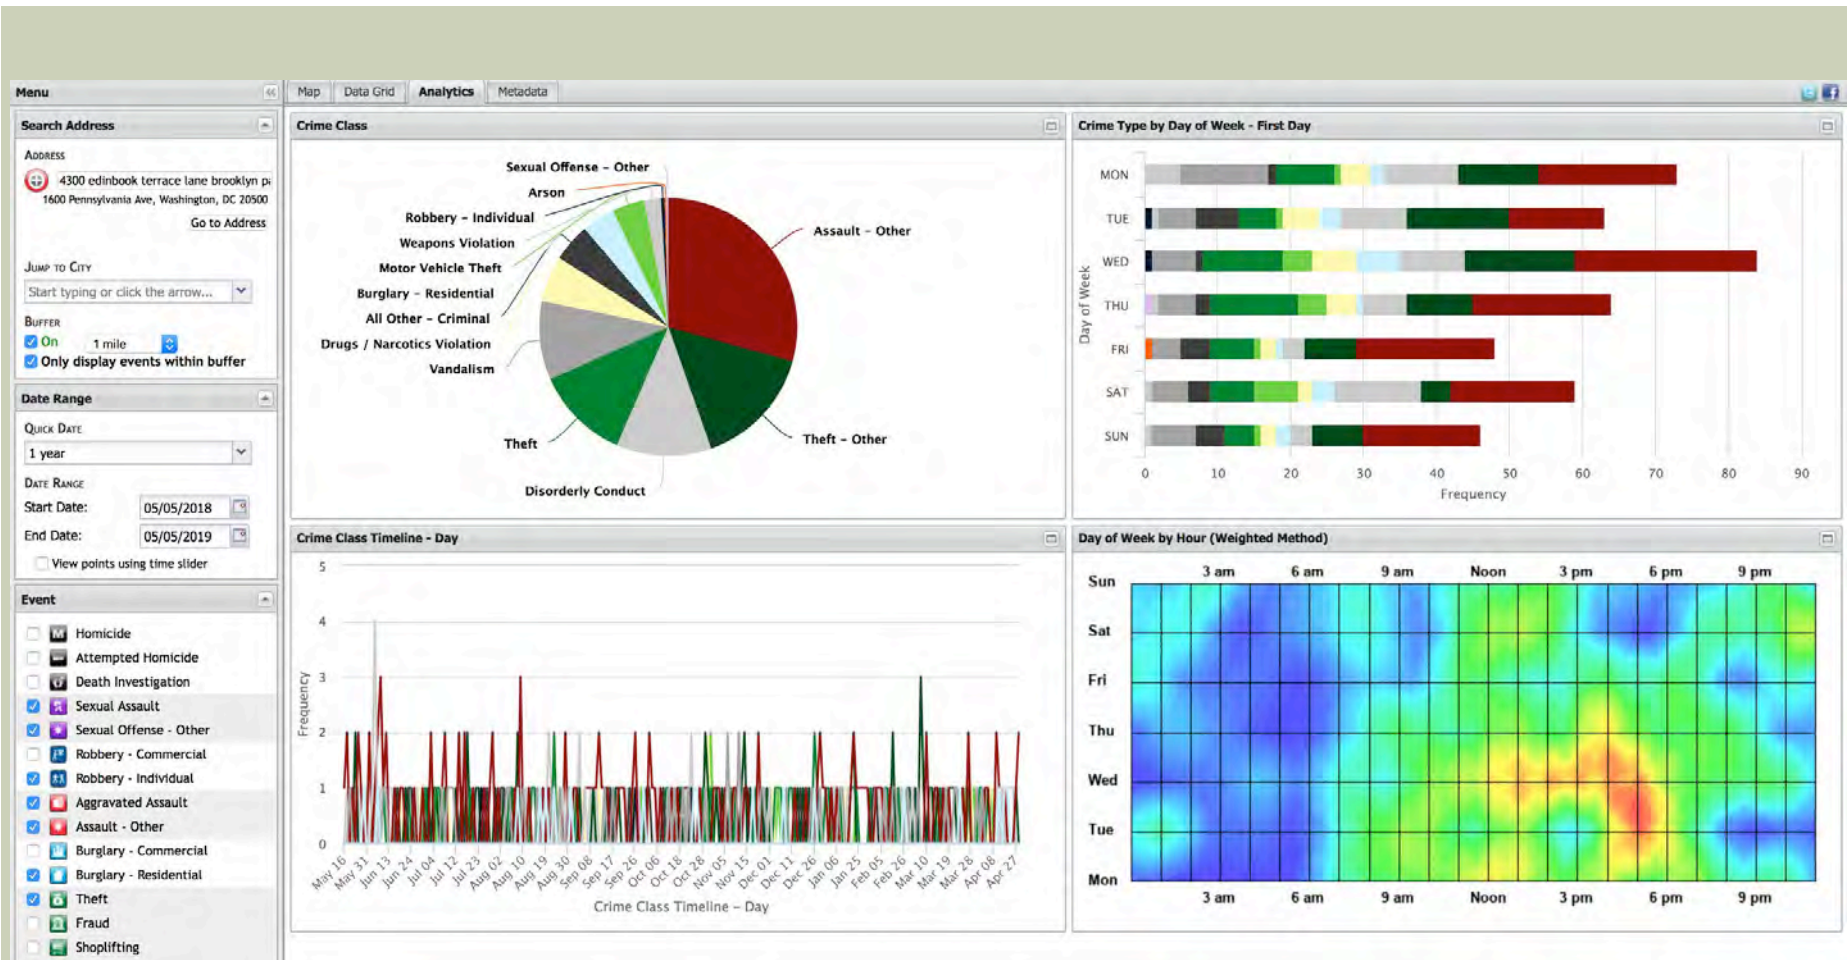 Menu
Search Address
ADDRESS
4300 edinbook terrace lane brooklyn pa
1600 Pennsylvania Ave, Washington, DC 20500
Go to Address
JUMP TO CITY
Start typing or click the arrow...
BUFFER
On
1 mile
Only display events within buffer
Date Range
QUICK DATE
1 year
DATE RANGE
Start Date:
05/05/2018
End Date:
05/05/2019
View points using time slider
Event
Homicide
Attempted Homicide
Death Investigation
Sexual Assault
Sexual Offense - Other
Robbery - Commercial
Robbery - Individual
Aggravated Assault
Assault - Other
Burglary - Commercial
Burglary - Residential
Theft
Fraud
Shoplifting
Map
Data Grid
Analytics
Metadata
Crime Class
Sexual Offense - Other
Arson
Robbery - Individual
Weapons Violation
Motor Vehicle Theft
Burglary - Residential
All Other - Criminal
Drugs / Narcotics Violation
Vandalism
Theft
Disorderly Conduct
Theft - Other
Assault - Other
Crime Type by Day of Week - First Day
Day of Week
MON
TUE
WED
THU
FRI
SAT
SUN
0 10 20 30 40 50 60 70 80 90
Frequency
Crime Class Timeline - Day
Frequency
5
4
3
2
1
0
May 16 May 31 Jun 13 Jun 24 Jul 04 Jul 12 Jul 23 Aug 02 Aug 10 Aug 19 Aug 30 Sep 08 Sep 17 Sep 26 Oct 06 Oct 18 Oct 28 Nov 05 Nov 15 Dec 01 Dec 11 Dec 26 Jan 06 Jan 25 Feb 05 Feb 26 Mar 10 Mar 19 Mar 28 Apr 08 Apr 27
Crime Class Timeline - Day
Day of Week by Hour (Weighted Method)
3 am 6 am 9 am Noon 3 pm 6 pm 9 pm
Sun
Sat
Fri
Thu
Wed
Tue
Mon
3 am 6 am 9 am Noon 3 pm 6 pm 9 pm